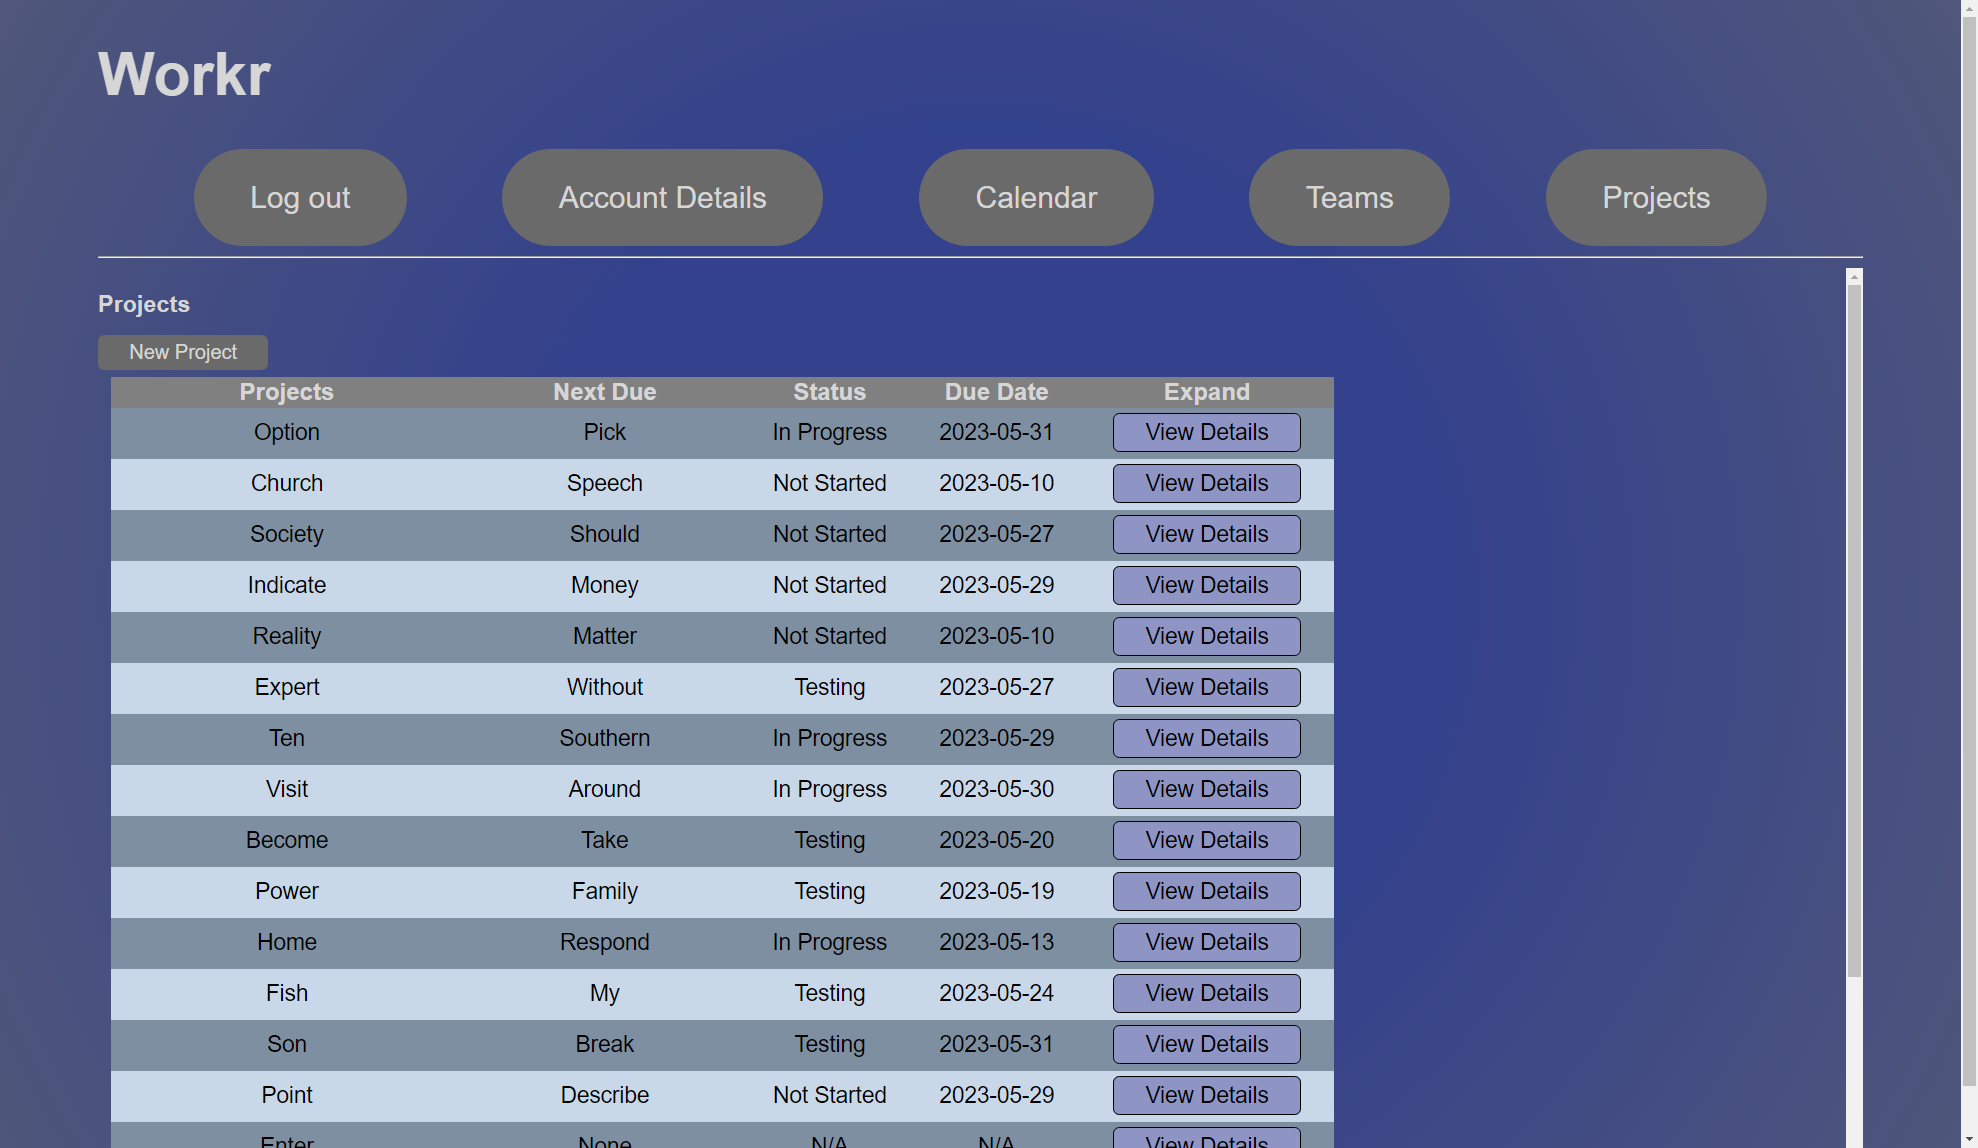 Workr
Log out Account Details Calendar Teams Projects
Projects
New Project
Projects Next Due Status Due Date Expand
Option Pick In Progress 2023-05-31 View Details
Church Speech Not Started 2023-05-10 View Details
Society Should Not Started 2023-05-27 View Details
Indicate Money Not Started 2023-05-29 View Details
Reality Matter Not Started 2023-05-10 View Details
Expert Without Testing 2023-05-27 View Details
Ten Southern In Progress 2023-05-29 View Details
Visit Around In Progress 2023-05-30 View Details
Become Take Testing 2023-05-20 View Details
Power Family Testing 2023-05-19 View Details
Home Respond In Progress 2023-05-13 View Details
Fish My Testing 2023-05-24 View Details
Son Break Testing 2023-05-31 View Details
Point Describe Not Started 2023-05-29 View Details
Enter None N/A N/A View Details